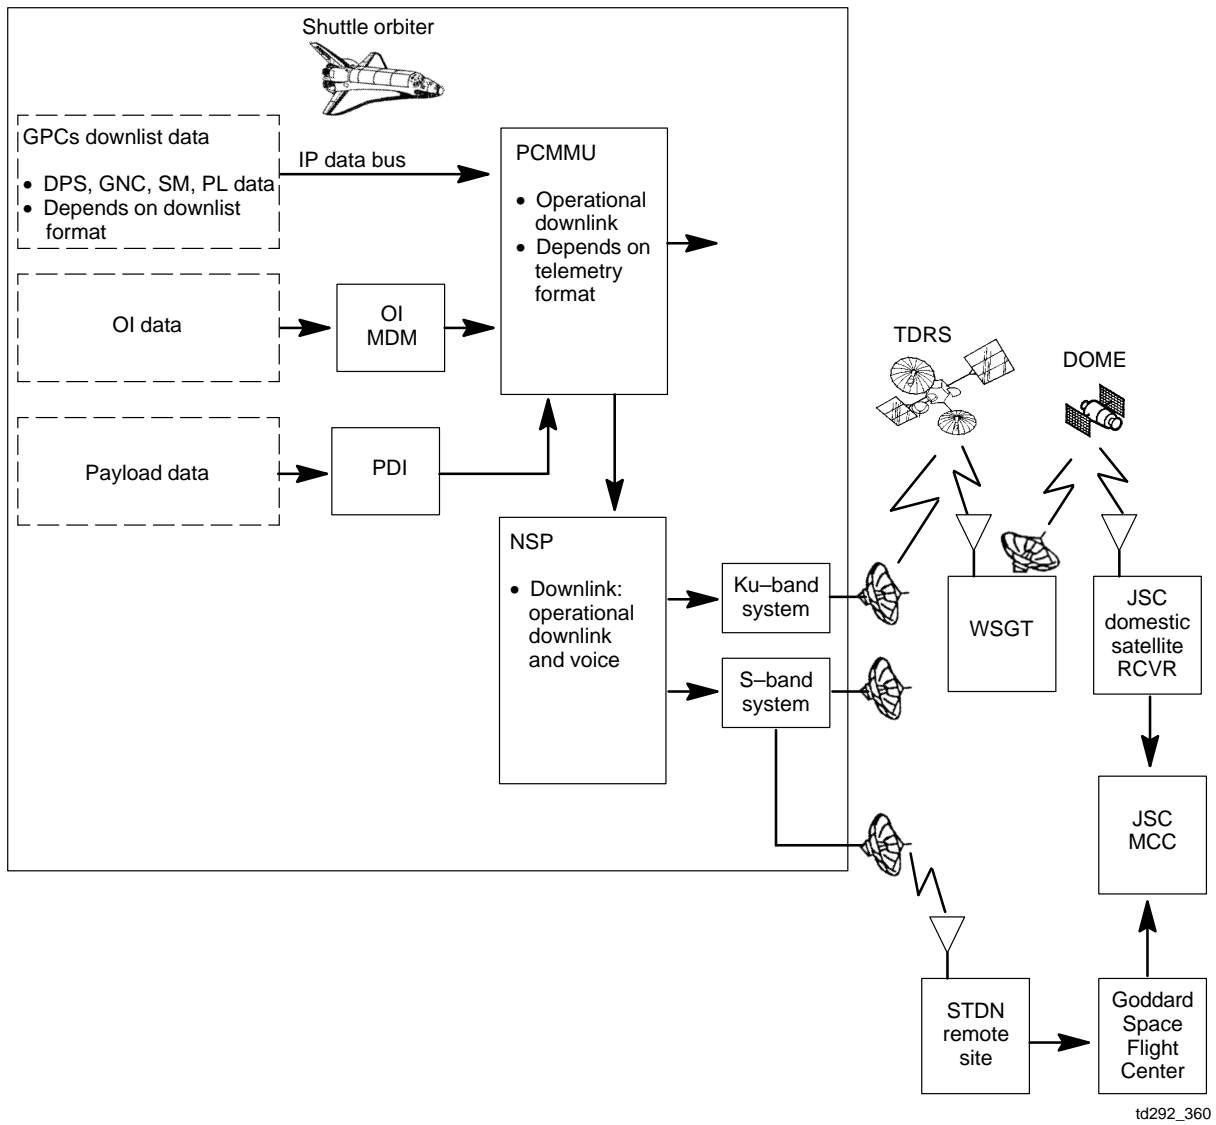 Shuttle orbiter
GPCs downlist data
• DPS, GNC, SM, PL data
• Depends on downlist
format
IP data bus
PCMMU
• Operational
downlink
• Depends on
telemetry
format
OI data
OI
MDM
Payload data
PDI
NSP
• Downlink:
operational
downlink
and voice
Ku–band
system
S–band
system
TDRS
DOME
WSGT
JSC
domestic
satellite
RCVR
JSC
MCC
STDN
remote
site
Goddard
Space
Flight
Center
td292_360